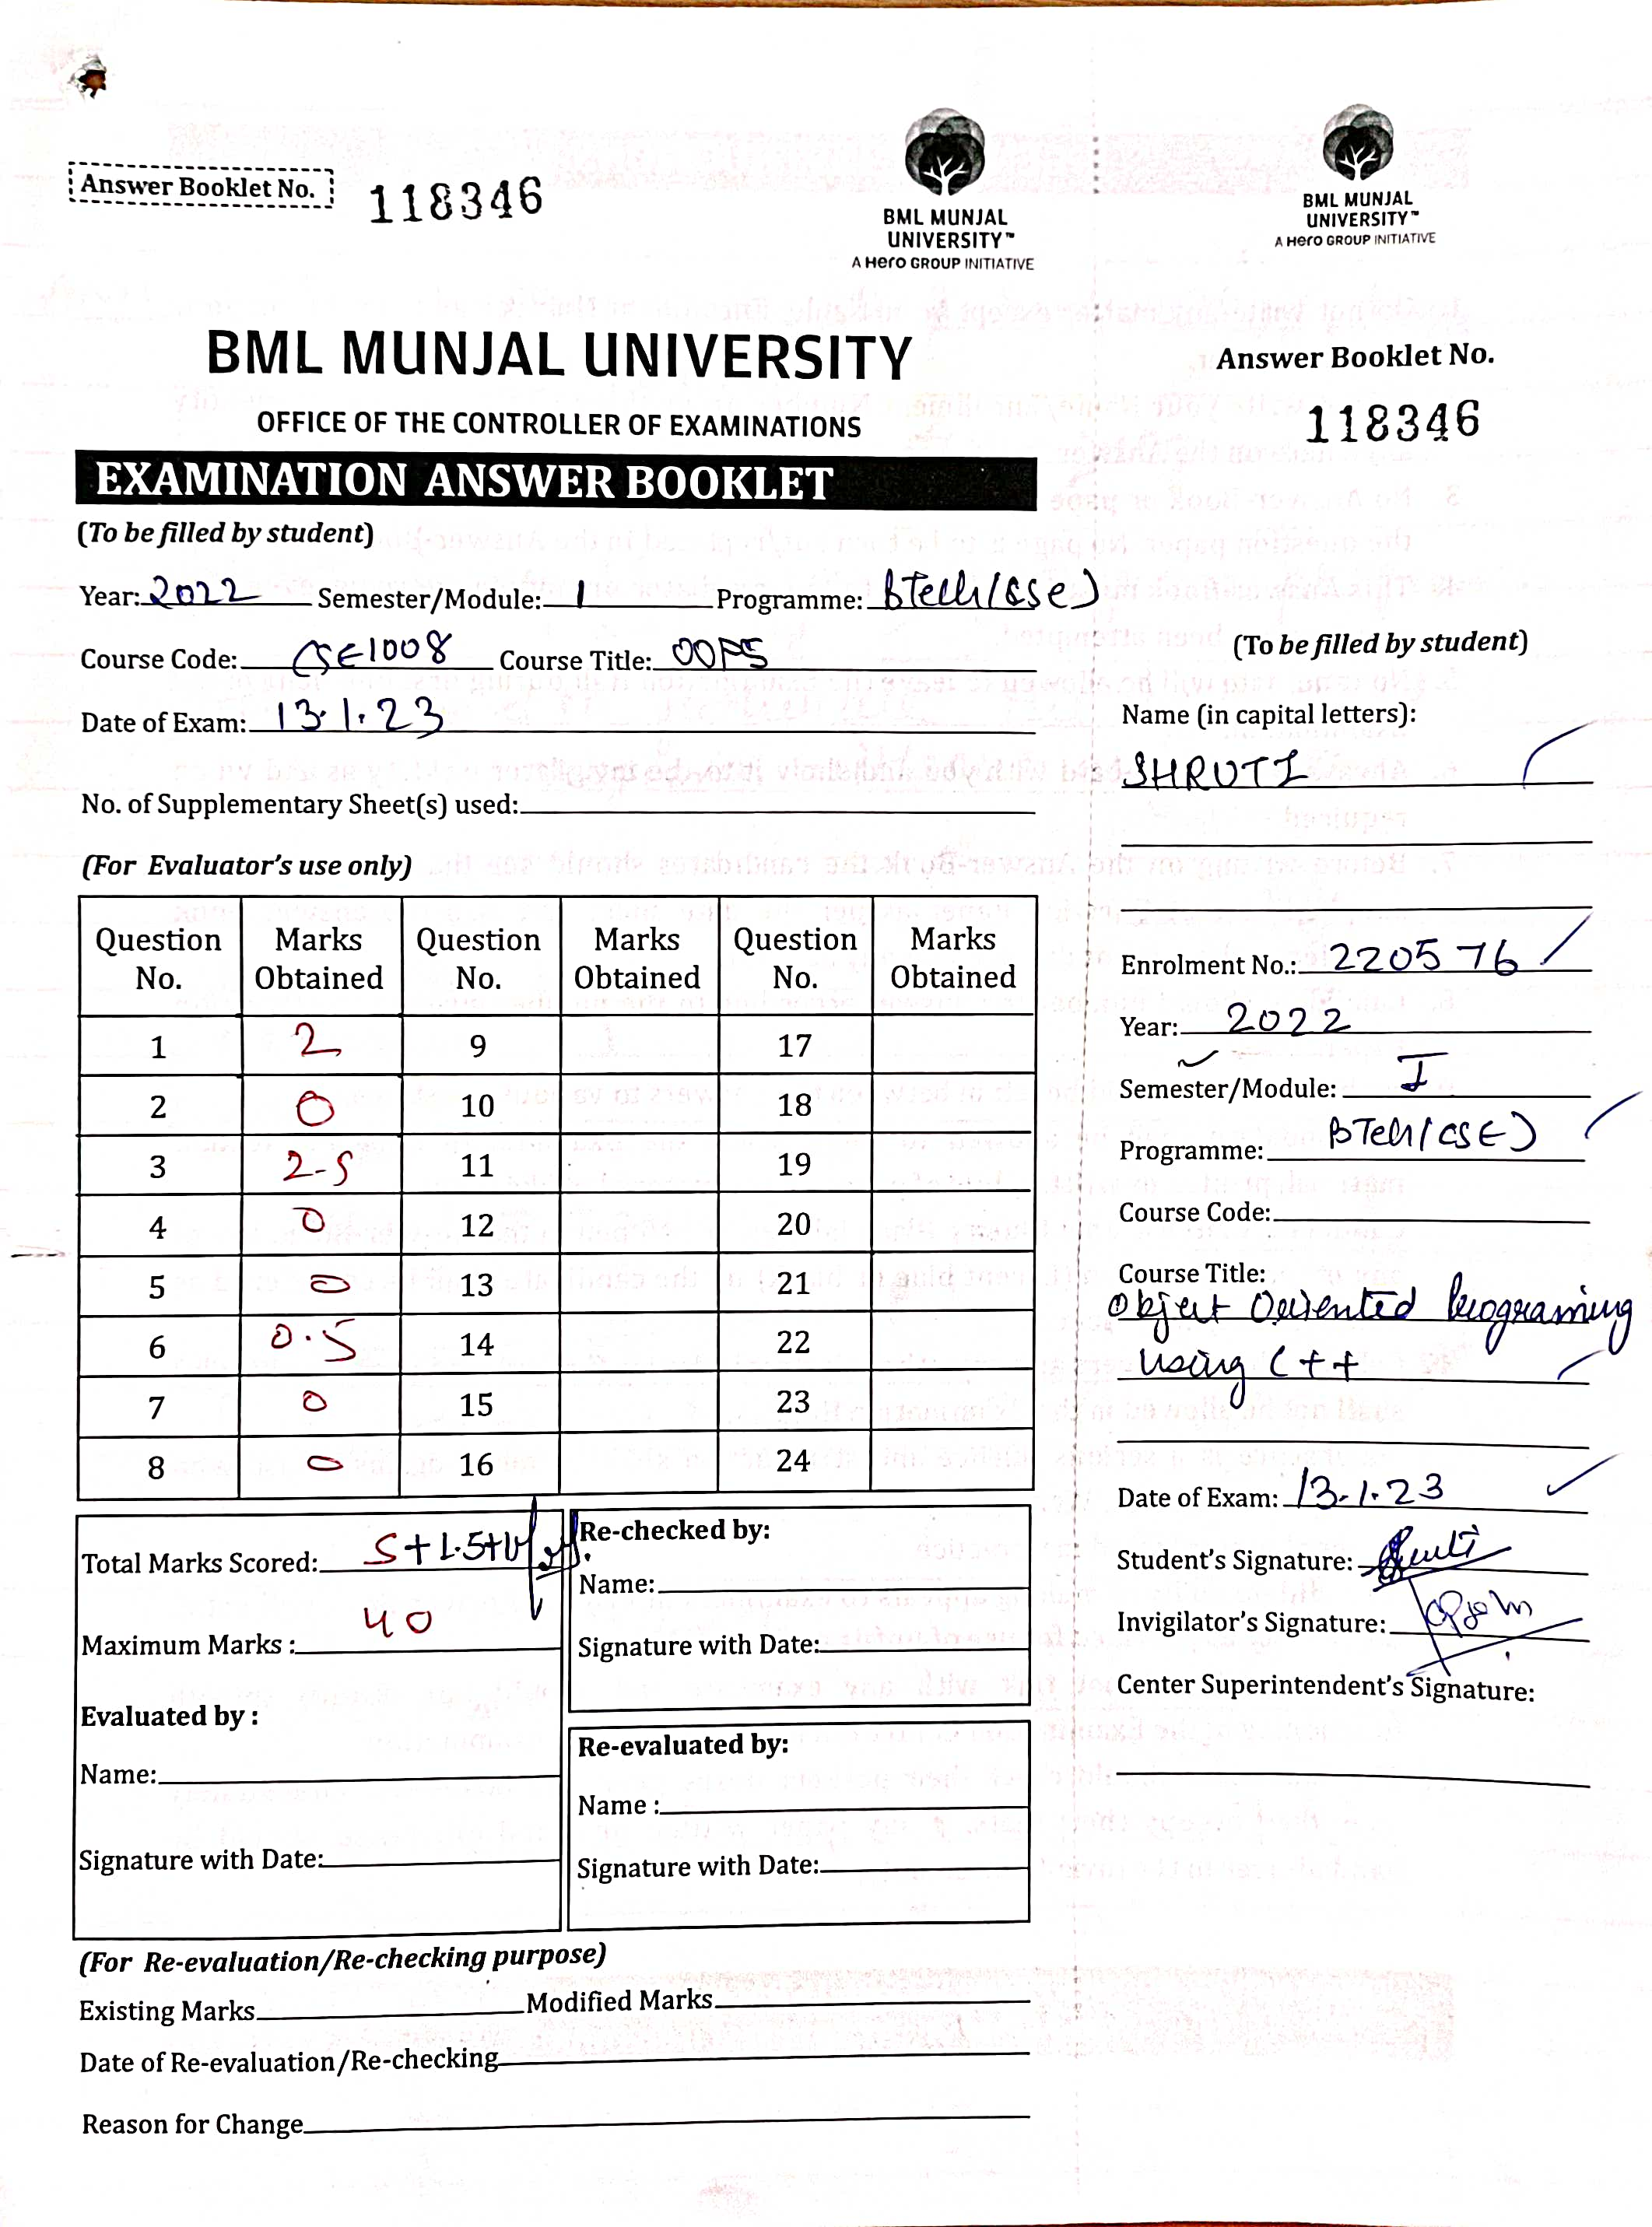 Answer Booklet No. 118346
BML MUNJAL
UNIVERSITY™
A Hero GROUP INITIATIVE
BML MUNJAL UNIVERSITY
OFFICE OF THE CONTROLLER OF EXAMINATIONS
EXAMINATION ANSWER BOOKLET
(To be filled by student)
Year: 2022 Semester/Module: 1 Programme: BTech(CSE)
Course Code: CSE1008 Course Title: OOPS
Date of Exam: 13.1.23
No. of Supplementary Sheet(s) used:
(For Evaluator's use only)
Question No. Marks Obtained Question No. Marks Obtained Question No. Marks Obtained
1 2 9 17
2 0 10 18
3 2-5 11 19
4 0 12 20
5 0 13 21
6 0.5 14 22
7 0 15 23
8 0 16 24
Total Marks Scored: 5+1.5+
Maximum Marks : 40
Evaluated by :
Name:
Signature with Date:
Re-checked by:
Name:
Signature with Date:
Re-evaluated by:
Name :
Signature with Date:
(For Re-evaluation/Re-checking purpose)
Existing Marks Modified Marks
Date of Re-evaluation/Re-checking
Reason for Change
BML MUNJAL
UNIVERSITY™
A Hero GROUP INITIATIVE
Answer Booklet No.
118346
(To be filled by student)
Name (in capital letters):
SHRUTI
Enrolment No.: 220576
Year: 2022
Semester/Module: I
Programme: BTech(CSE)
Course Code:
Course Title:
Object Oriented Programing
using C++
Date of Exam: 13.1.23
Student's Signature: Shruti
Invigilator's Signature:
Center Superintendent's Signature: